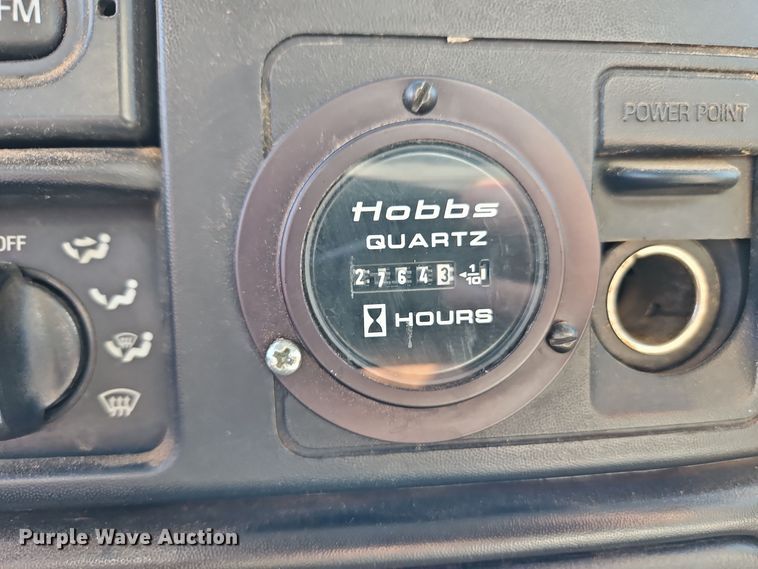 FM
POWER POINT
Hobbs
QUARTZ
OFF
2 7 6 4 3 1/10
HOURS
Purple Wave Auction